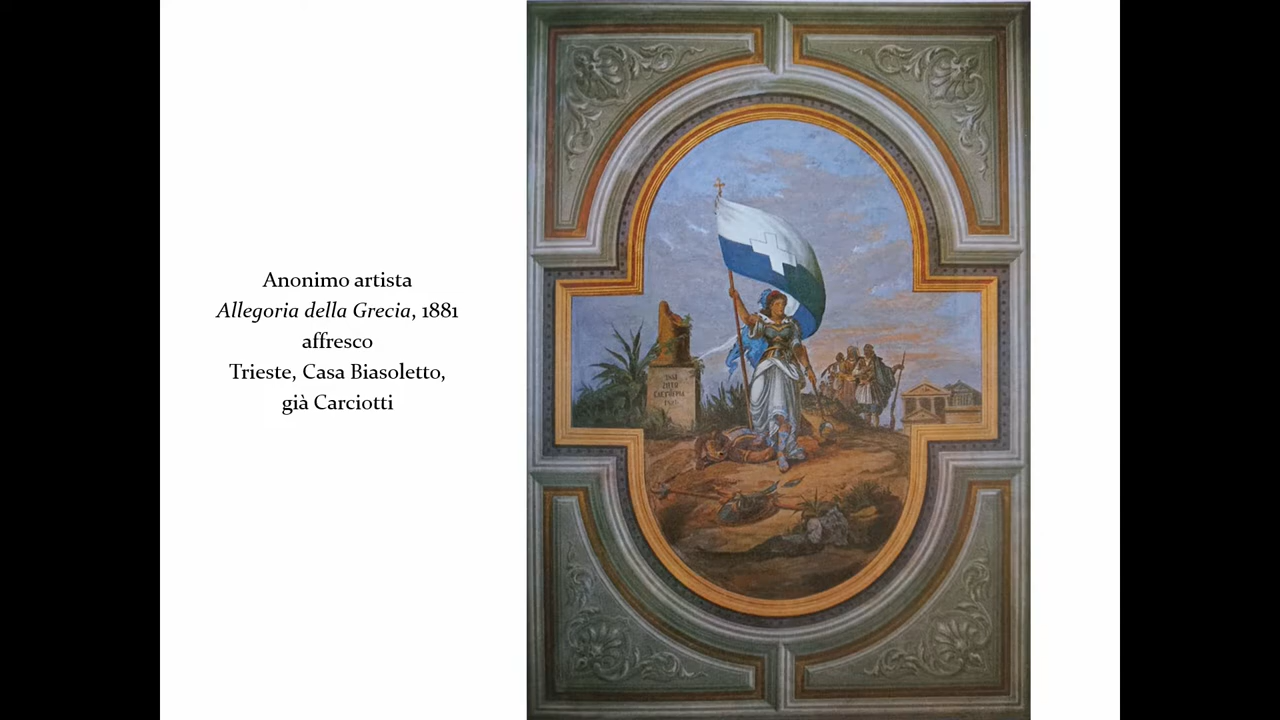 Anonimo artista
Allegoria della Grecia, 1881
affresco
Trieste, Casa Biasoletto,
già Carciotti